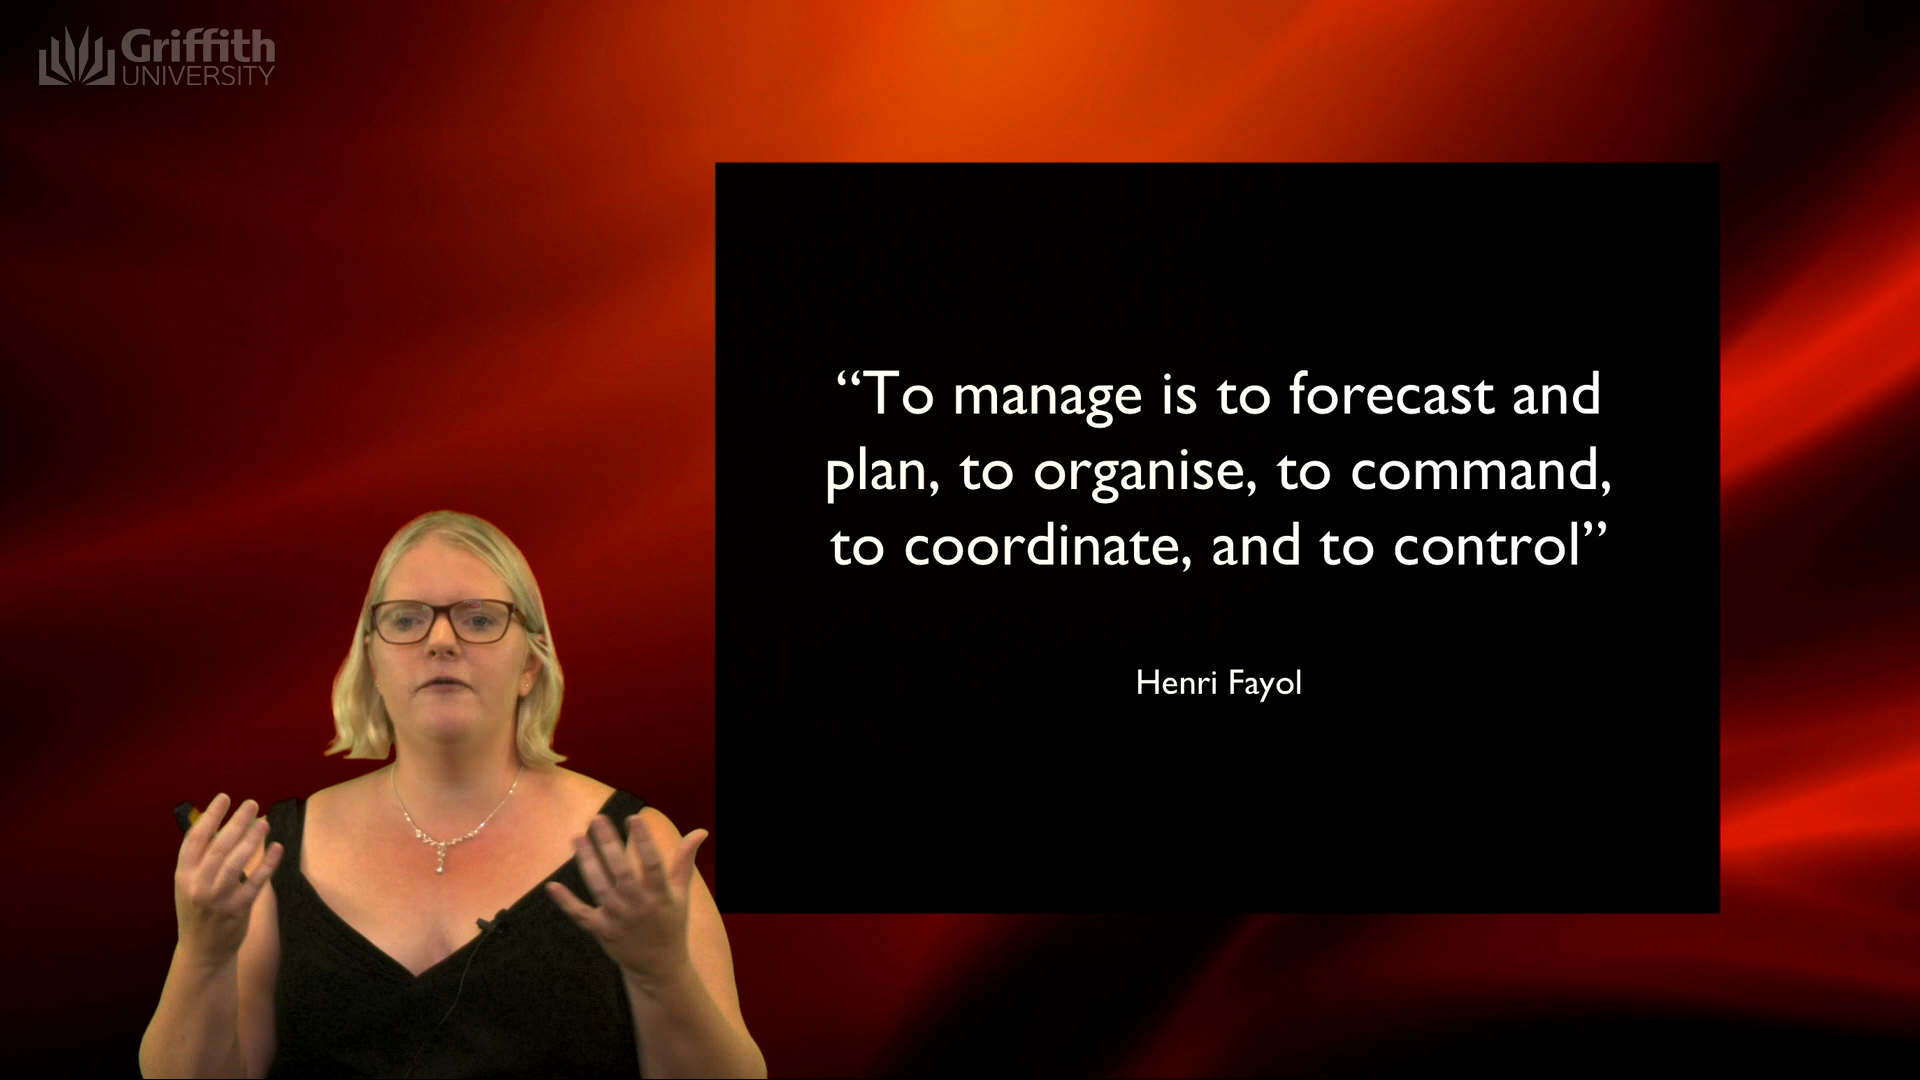 Griffith
UNIVERSITY
“To manage is to forecast and
plan, to organise, to command,
to coordinate, and to control”
Henri Fayol